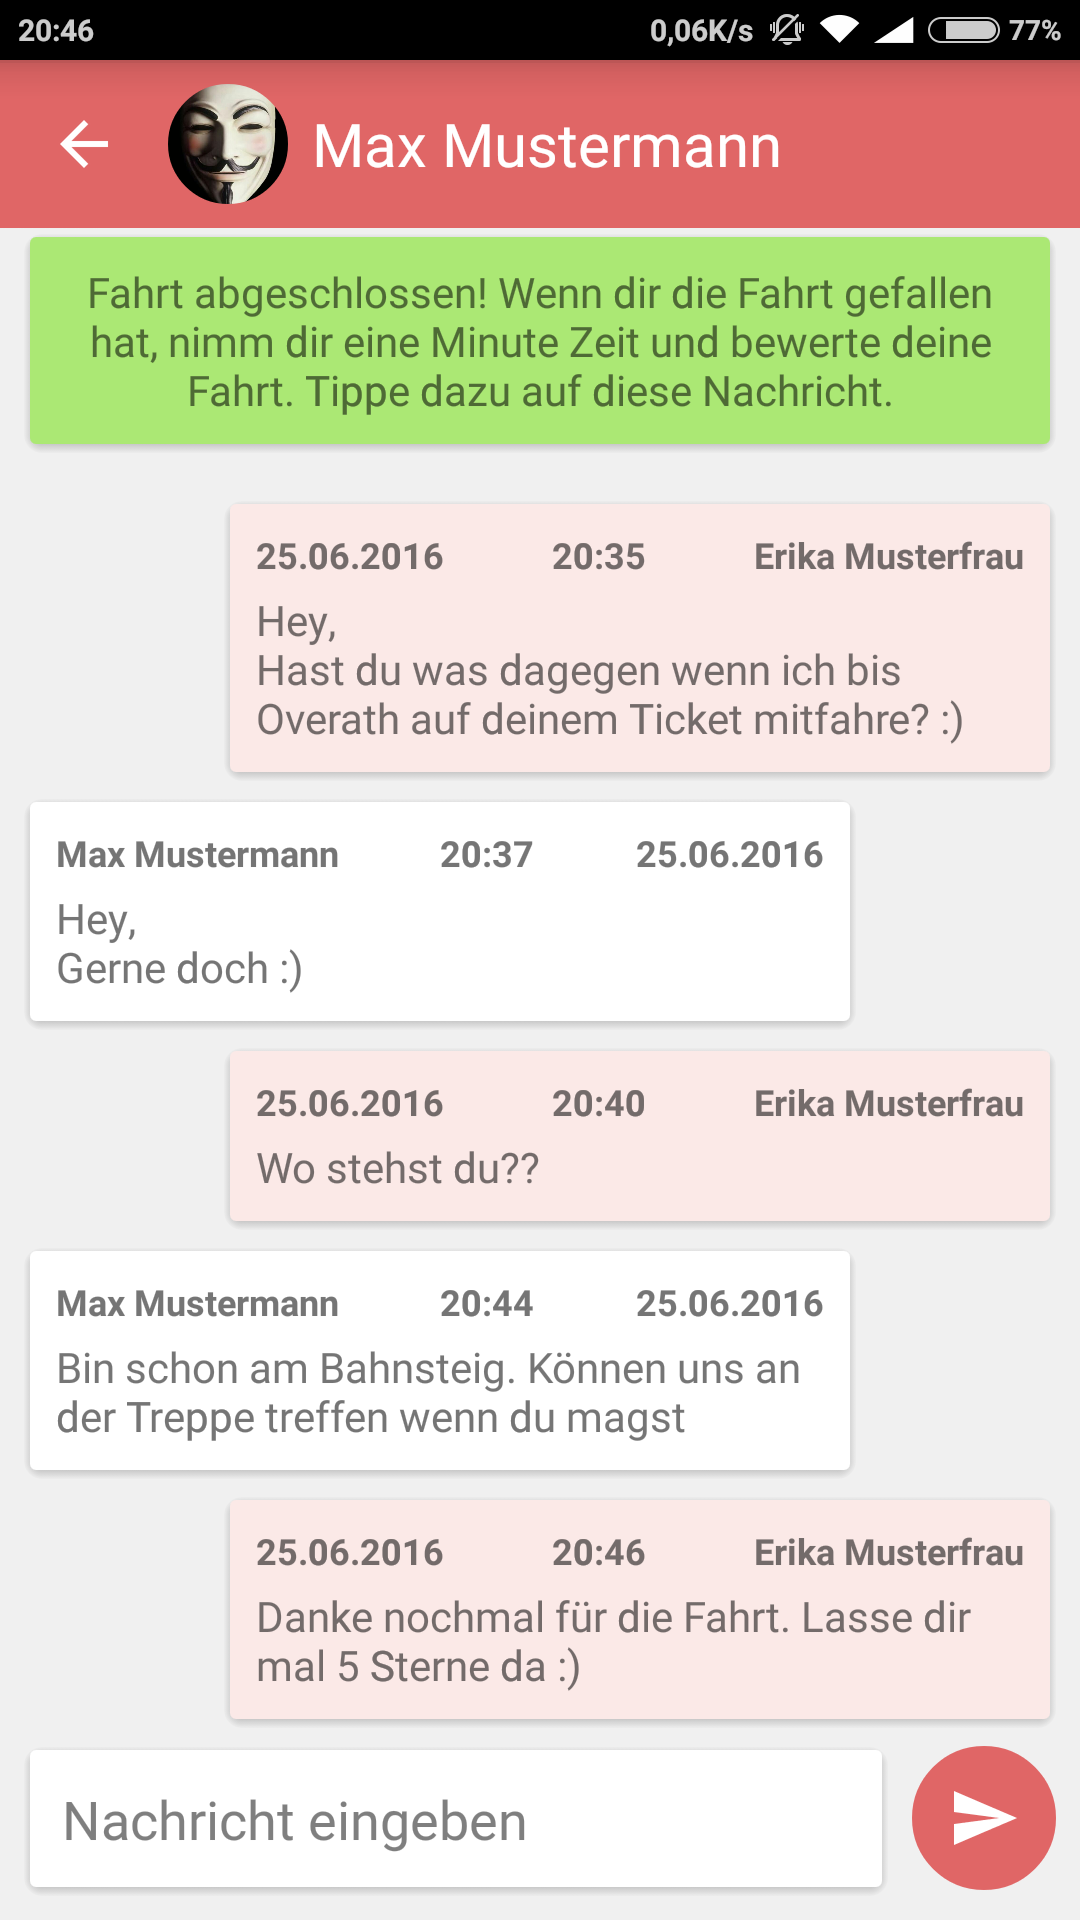 20:46 0,06K/s 77%
Max Mustermann
Fahrt abgeschlossen! Wenn dir die Fahrt gefallen
hat, nimm dir eine Minute Zeit und bewerte deine
Fahrt. Tippe dazu auf diese Nachricht.
25.06.2016 20:35 Erika Musterfrau
Hey,
Hast du was dagegen wenn ich bis
Overath auf deinem Ticket mitfahre? :)
Max Mustermann 20:37 25.06.2016
Hey,
Gerne doch :)
25.06.2016 20:40 Erika Musterfrau
Wo stehst du??
Max Mustermann 20:44 25.06.2016
Bin schon am Bahnsteig. Können uns an
der Treppe treffen wenn du magst
25.06.2016 20:46 Erika Musterfrau
Danke nochmal für die Fahrt. Lasse dir
mal 5 Sterne da :)
Nachricht eingeben